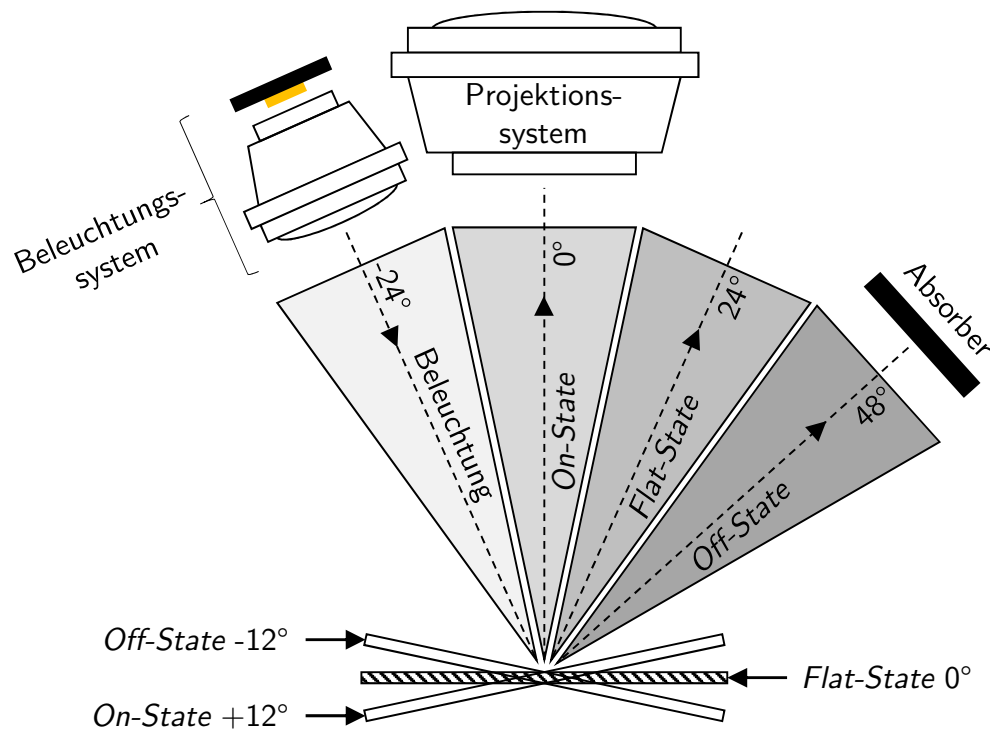 Projektions-
system
Beleuchtungs-
system
-24°
Beleuchtung
0°
On-State
24°
Flat-State
48°
Off-State
Absorber
Off-State -12°
Flat-State 0°
On-State +12°